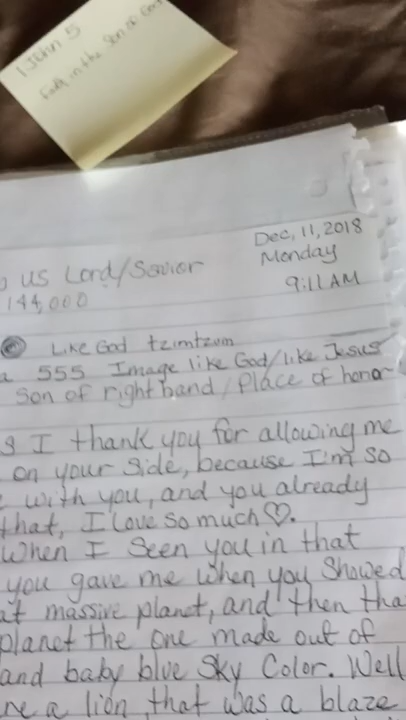 1 John 5
Faith in the Son of God
Dec, 11, 2018
us Lord/Savior
Monday
144,000
9:11 AM
Like God tzimtzum
555 Image like God/like Jesus
Son of right hand/Place of honor
I thank you for allowing me
on your side, because I'm so
with you, and you already
that, I love so much♡.
When I seen you in that
you gave me when you showed
at massive planet, and then tha
planet the one made out of
and baby blue sky color. Well
a lion that was a blaze